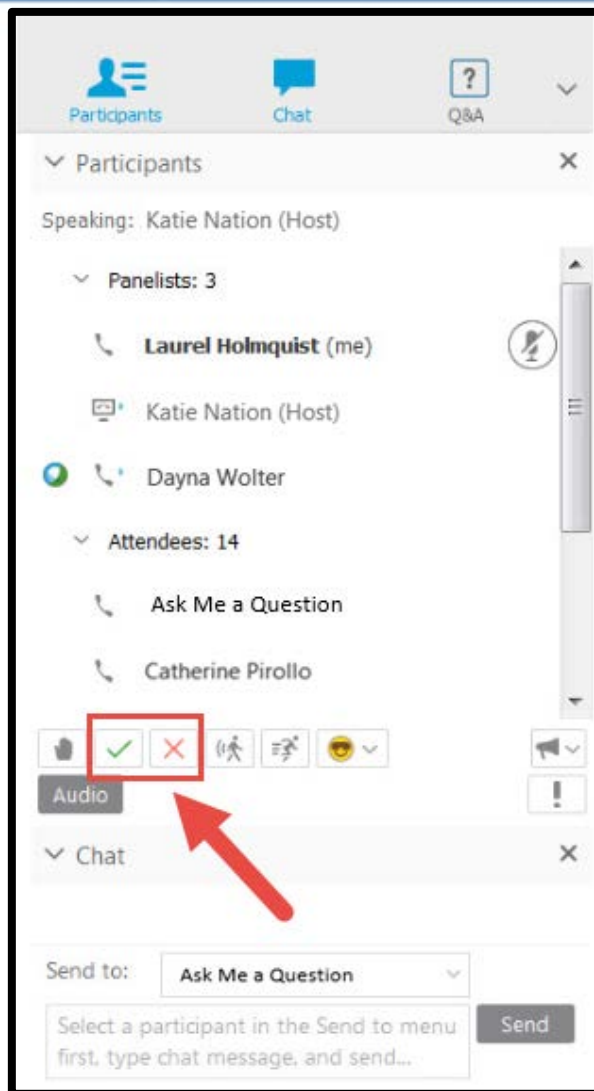 Participants Chat Q&A
Participants
Speaking: Katie Nation (Host)
Panelists: 3
Laurel Holmquist (me)
Katie Nation (Host)
Dayna Wolter
Attendees: 14
Ask Me a Question
Catherine Pirollo
Audio
Chat
Send to: Ask Me a Question
Select a participant in the Send to menu Send
first, type chat message, and send...